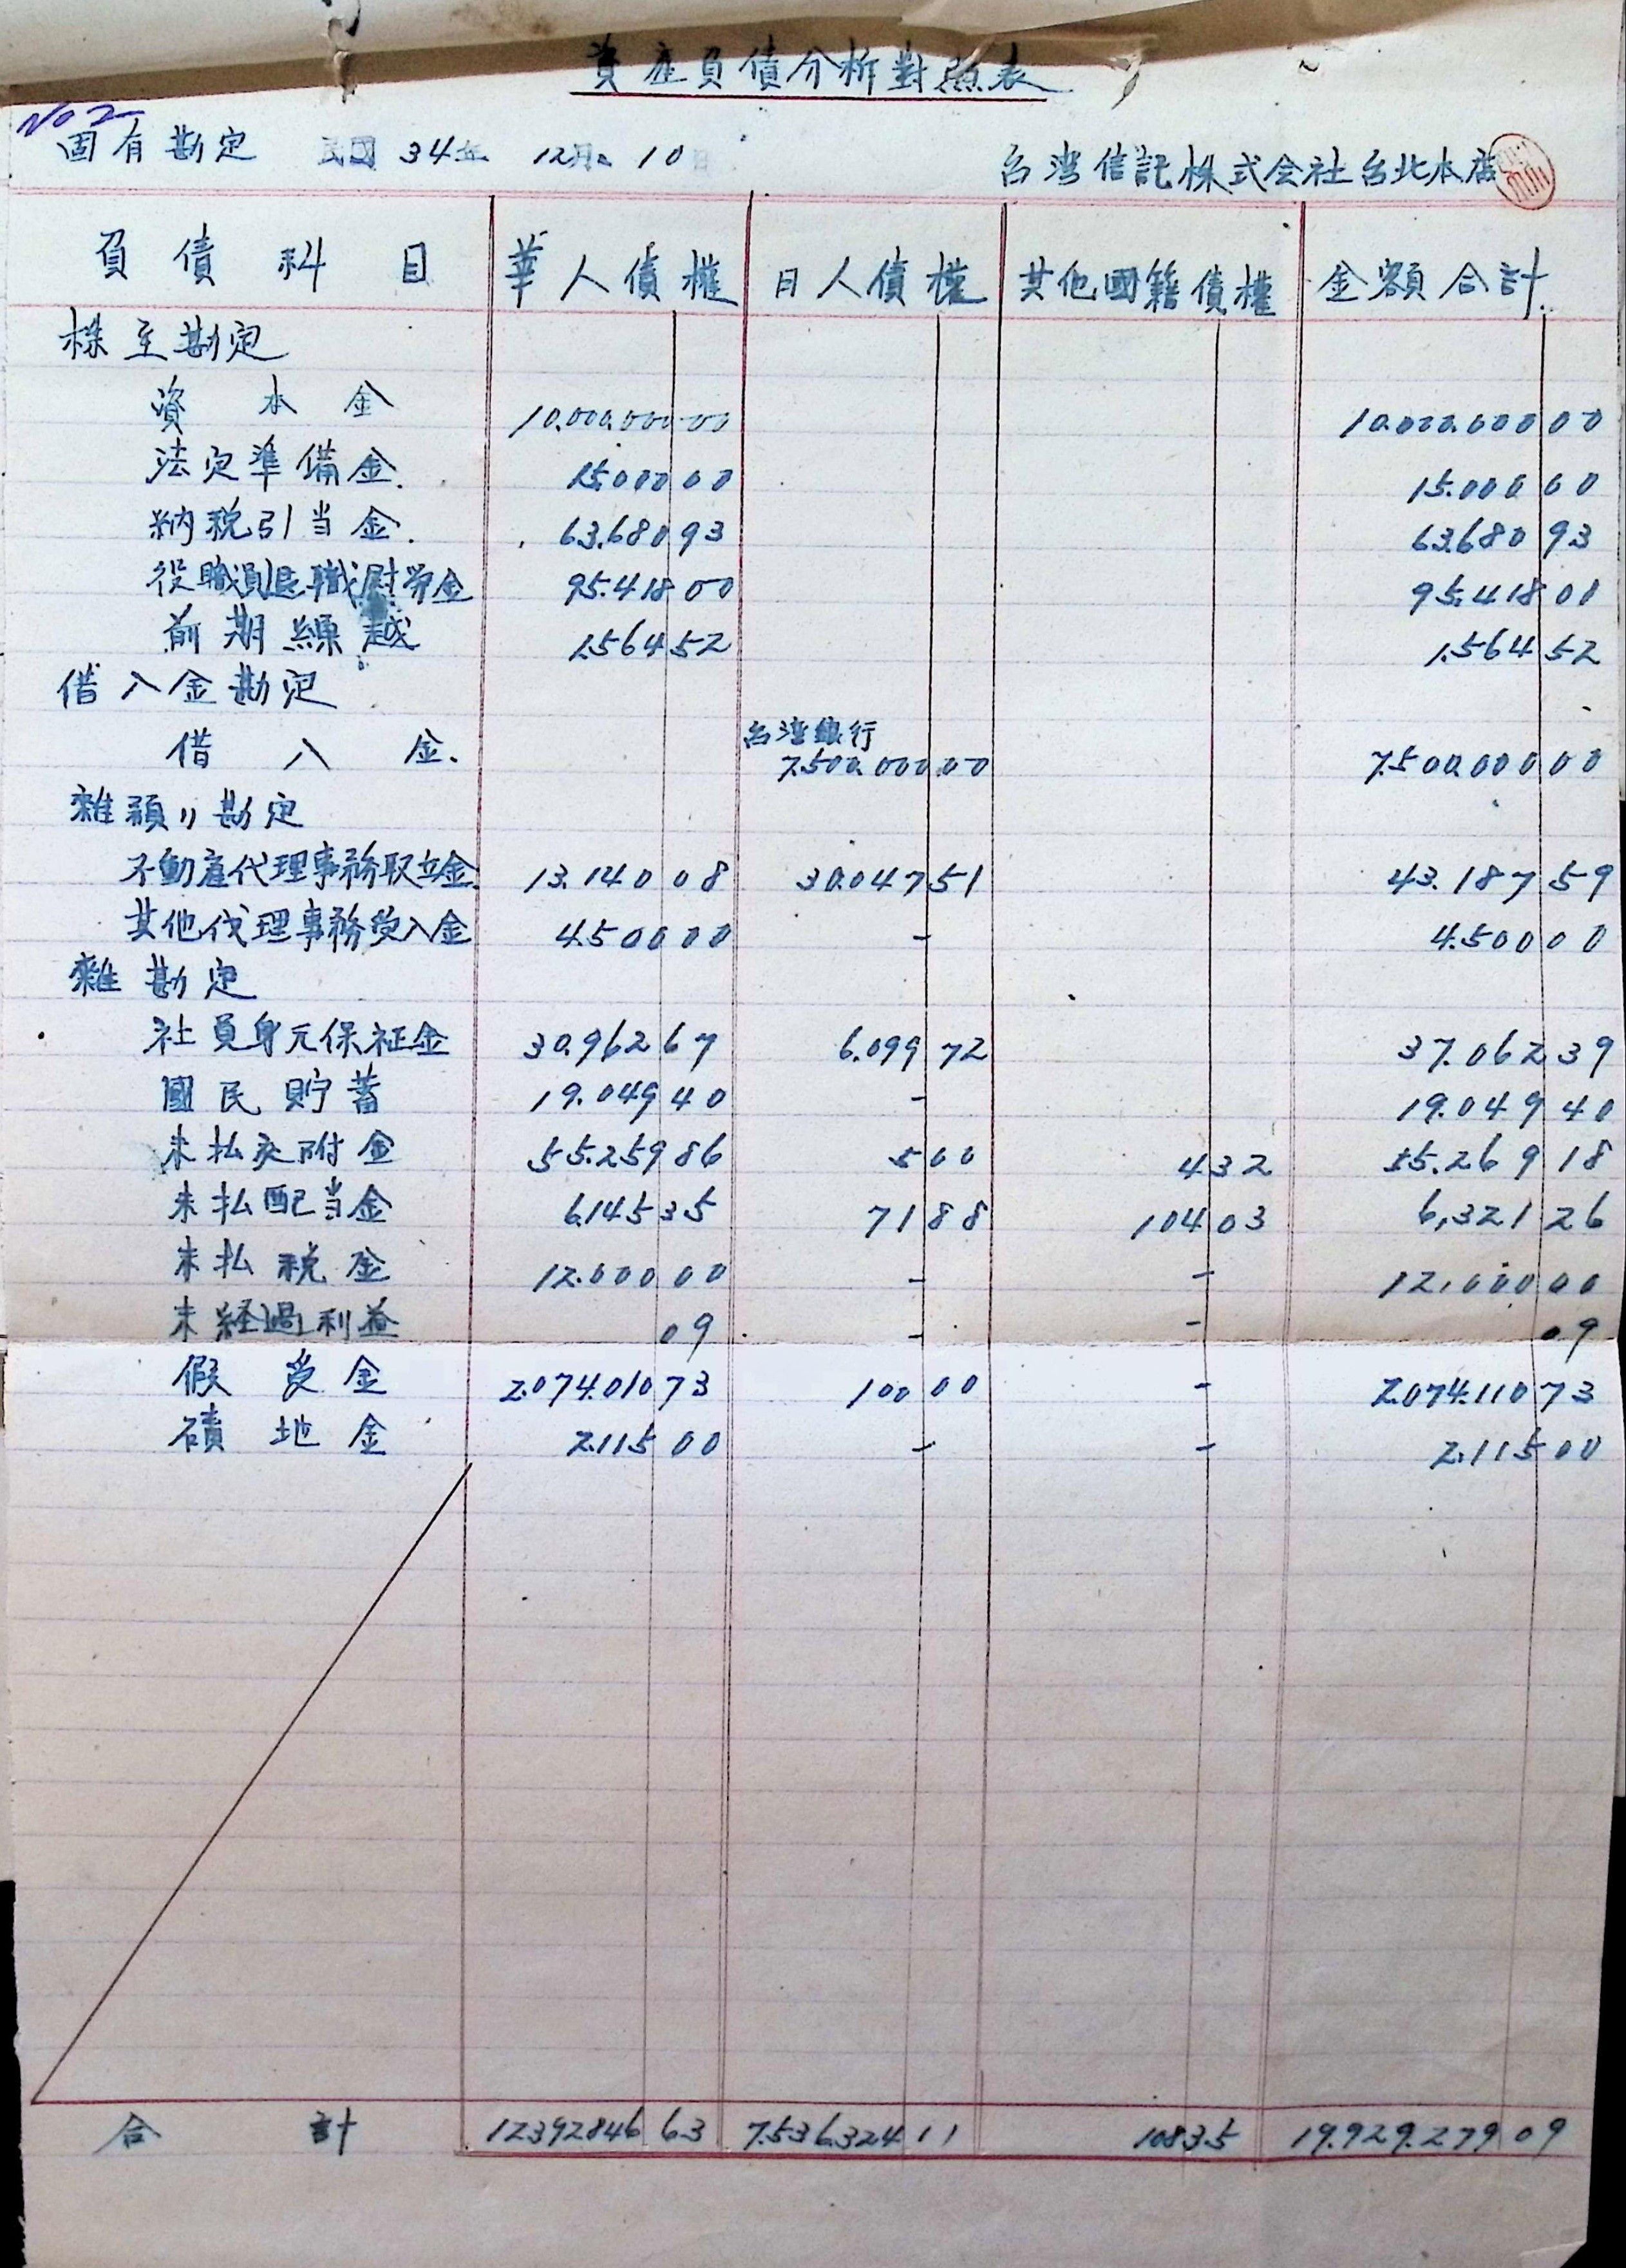 資産負債分析對照表
No 2
固有勘定 民國 34年 12月 10日 台湾信託株式会社台北本店
負債科目 華人債權 日人債權 其他國籍債權 金額合計
株主勘定
資本金 10.000.000 00 10.000.000 00
法定準備金 15.000 00 15.000 00
納税引当金 63.680 93 63.680 93
役職員退職慰労金 95.418 00 95.418 00
前期繰越 1.564 52 1.564 52
借入金勘定
台湾銀行
借入金 7.500.000 00 7.500.000 00
雜預リ勘定
不動産代理事務取立金 13.140 08 30.047 51 43.187 59
其他代理事務受入金 4.500 00 - 4.500 00
雜勘定
社員身元保証金 30.962 67 6.099 72 37.062 39
國民貯蓄 19.049 40 - 19.049 40
未払交附金 55.259 86 5 00 4 32 55.269 18
未払配当金 6.145 35 71 88 104 03 6,321 26
未払税金 12.000 00 - - 12,000 00
未経過利益 09 - - 09
假受金 2.074.010 73 100 00 - 2.074.110 73
積地金 2.115 00 - - 2.115 00
合計 12392846 63 7.536.324 11 108 35 19.929.279 09